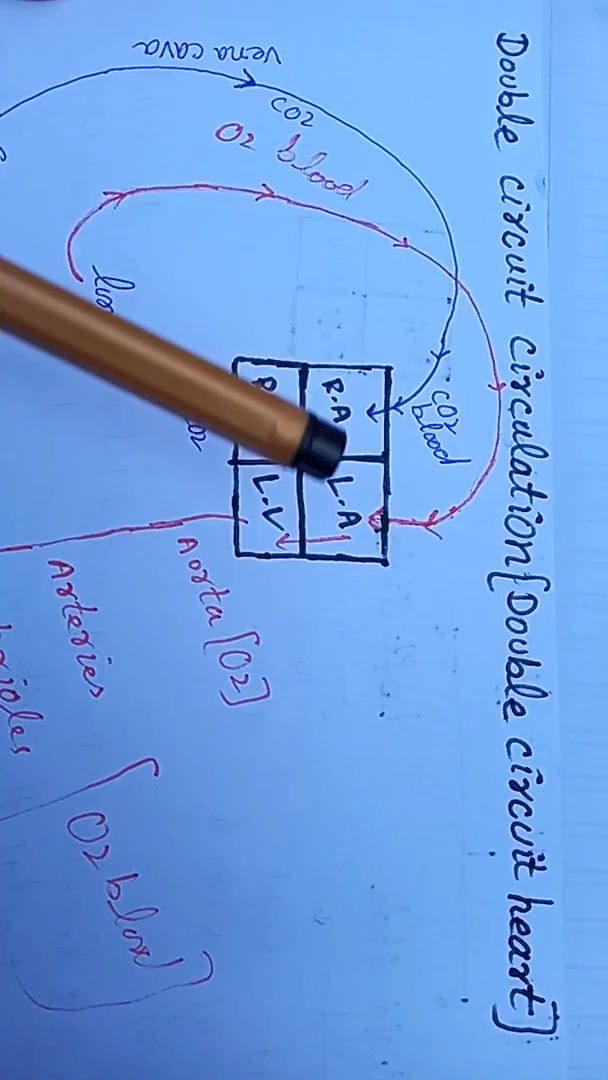 Double circuit circulation [Double circuit heart]
vena cava
CO2
O2 blood
CO2
blood
R.A
L.A
L.V
Aorta [O2]
Arteries
[O2 blood]